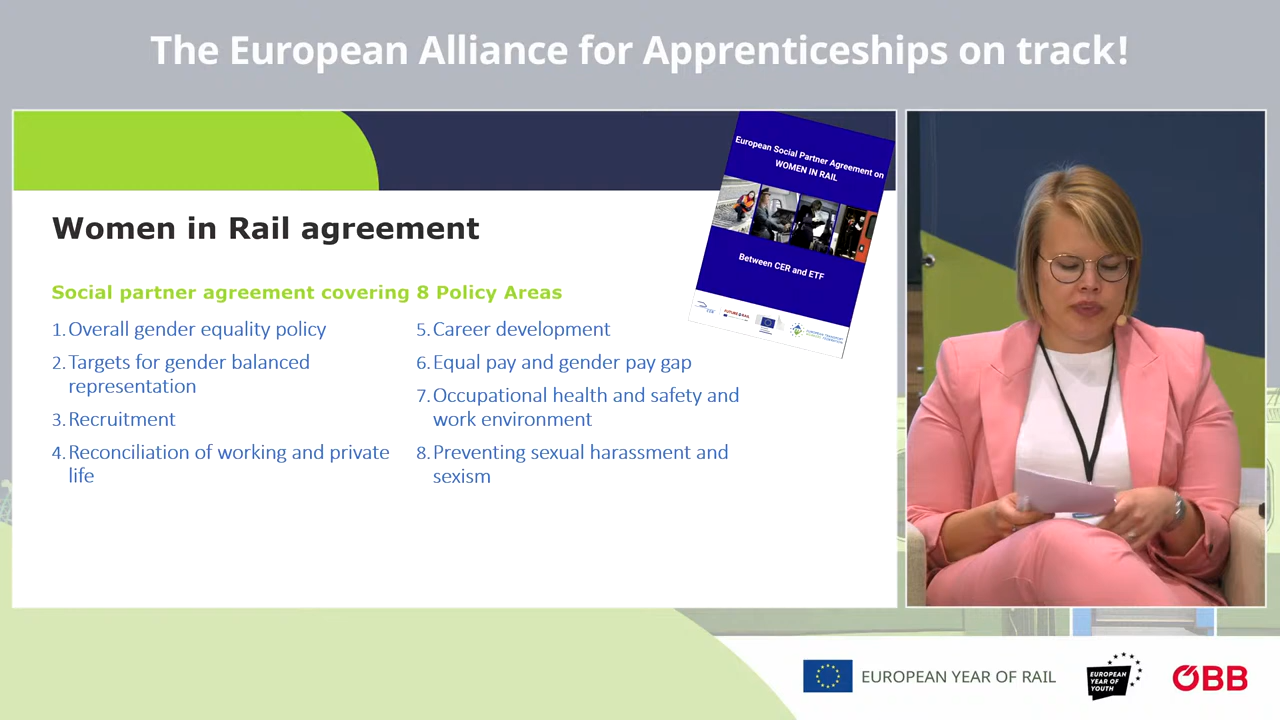 The European Alliance for Apprenticeships on track!
European Social Partner Agreement on
WOMEN IN RAIL
Between CER and ETF
Women in Rail agreement
Social partner agreement covering 8 Policy Areas
1. Overall gender equality policy
2. Targets for gender balanced
representation
3. Recruitment
4. Reconciliation of working and private
life
5. Career development
6. Equal pay and gender pay gap
7. Occupational health and safety and
work environment
8. Preventing sexual harassment and
sexism
EUROPEAN YEAR OF RAIL
EUROPEAN
YEAR OF
YOUTH
ÖBB